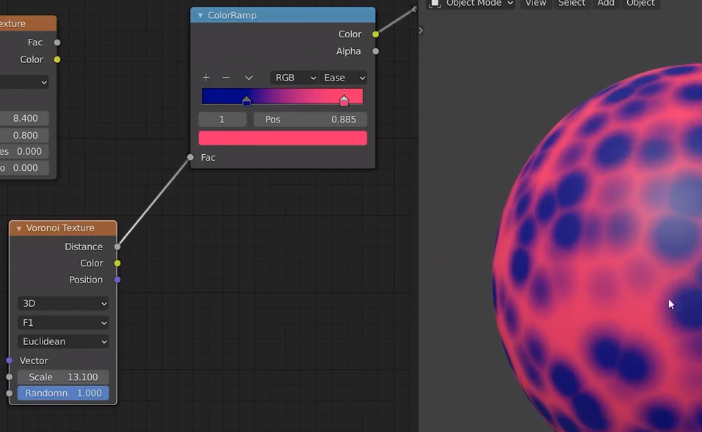 Object Mode View Select Add Object
exture
Fac
Color
8.400
0.800
es 0.000
o 0.000
ColorRamp
Color
Alpha
+ − RGB Ease
1 Pos 0.885
Fac
Voronoi Texture
Distance
Color
Position
3D
F1
Euclidean
Vector
Scale 13.100
Randomn 1.000